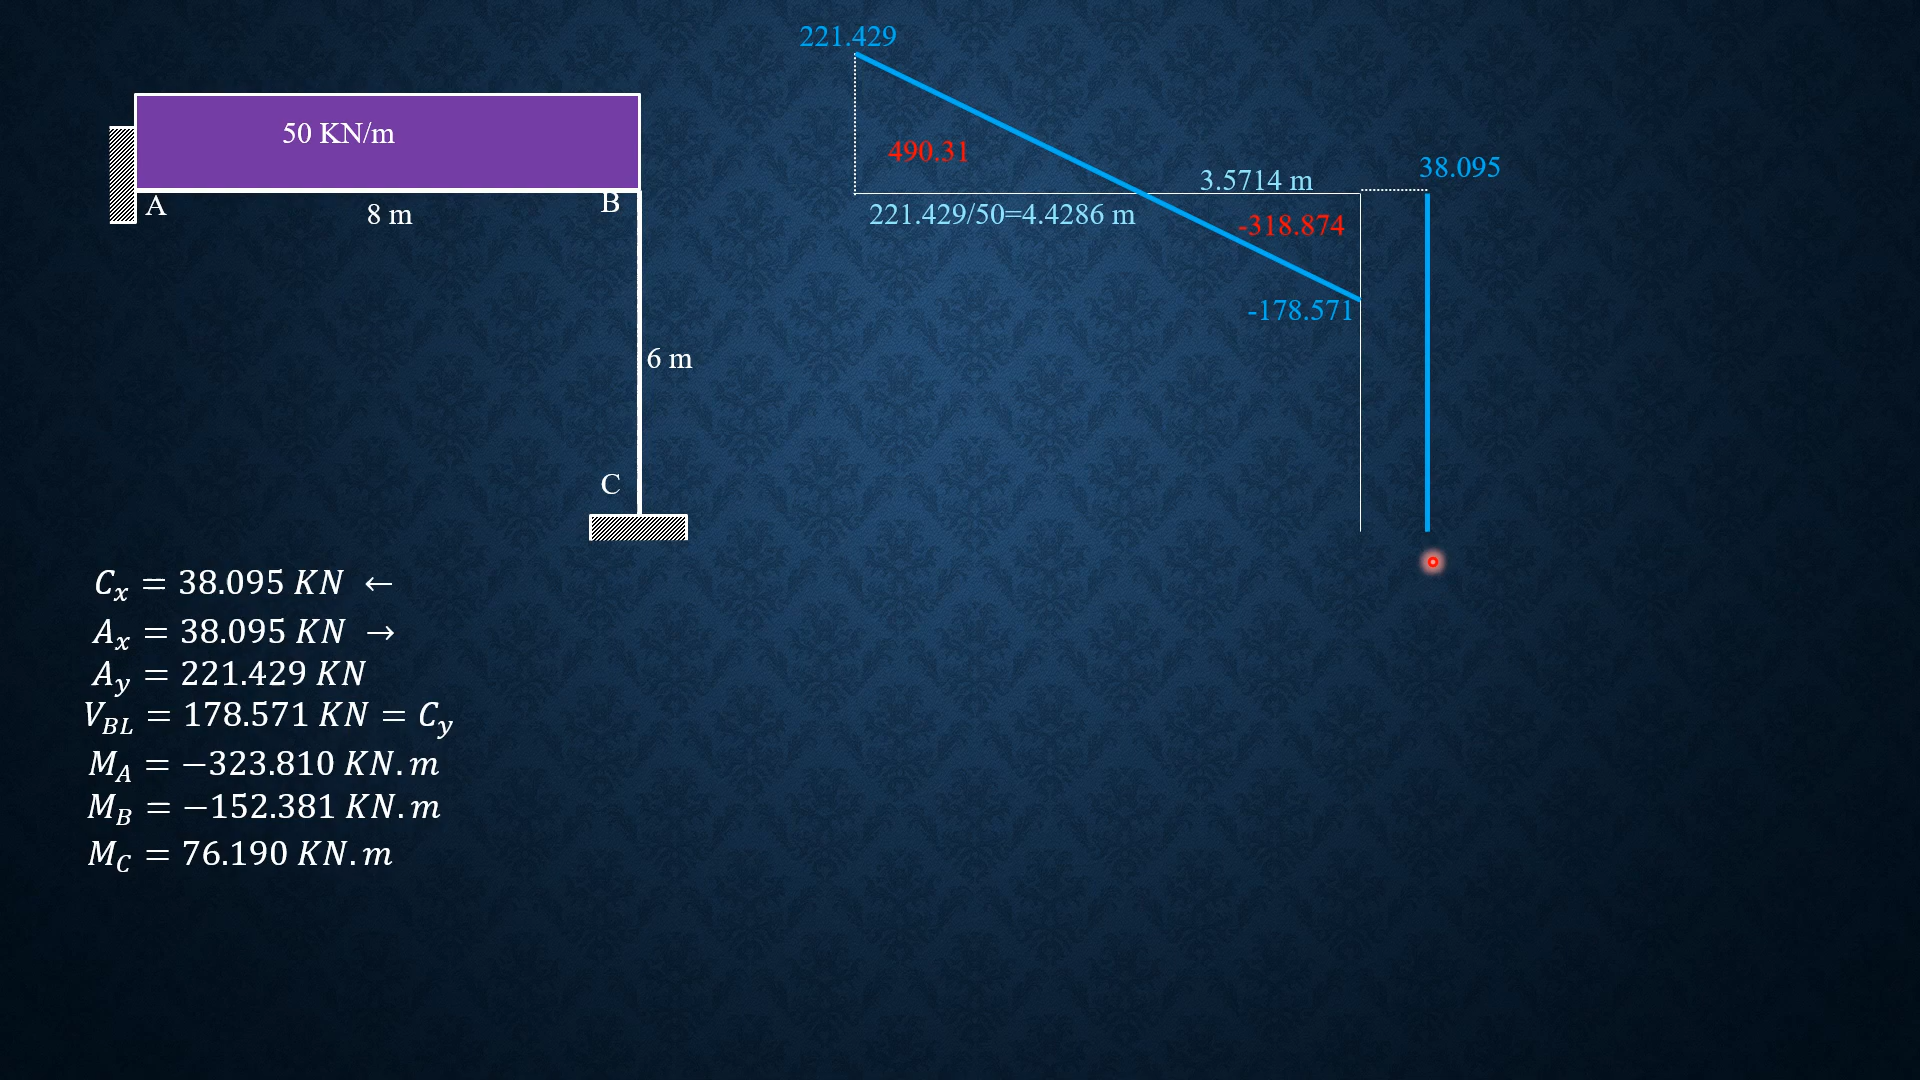 50 KN/m
A
B
8 m
6 m
C
221.429
490.31
221.429/50=4.4286 m
3.5714 m
-318.874
-178.571
38.095
C_x = 38.095 KN ←
A_x = 38.095 KN →
A_y = 221.429 KN
V_BL = 178.571 KN = C_y
M_A = −323.810 KN.m
M_B = −152.381 KN.m
M_C = 76.190 KN.m